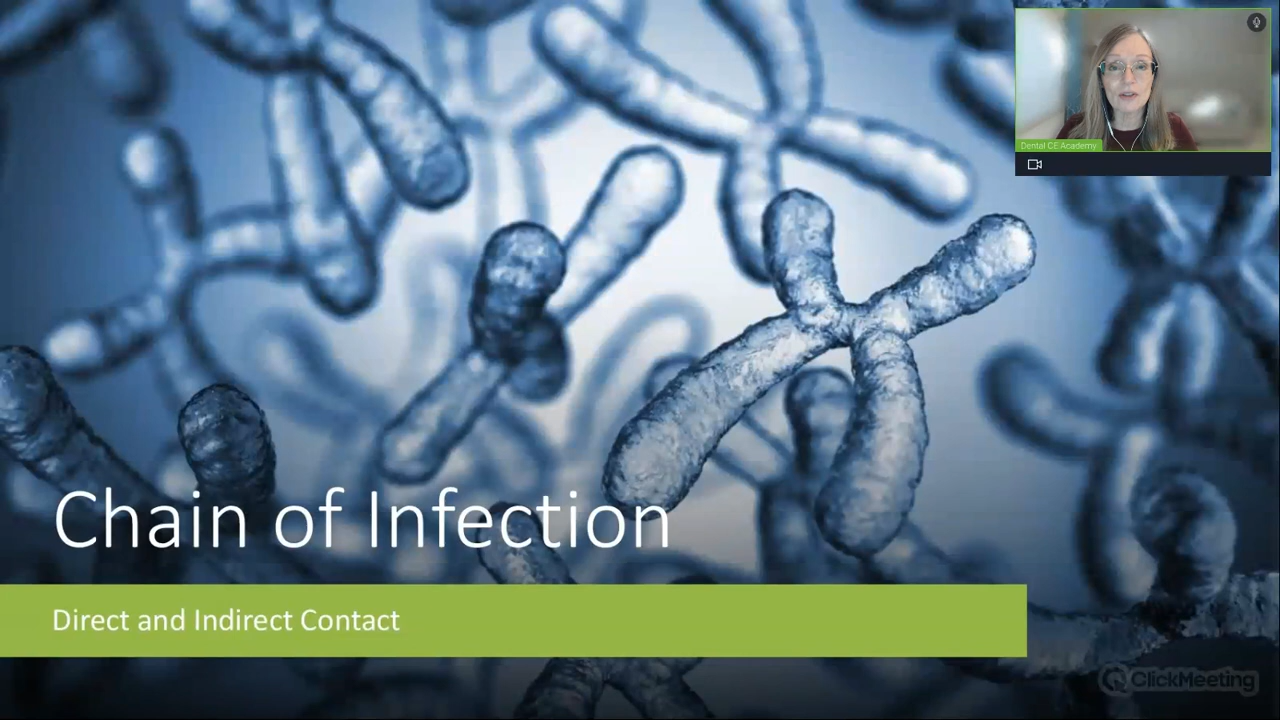 Dental CE Academy
Chain of Infection
Direct and Indirect Contact
ClickMeeting